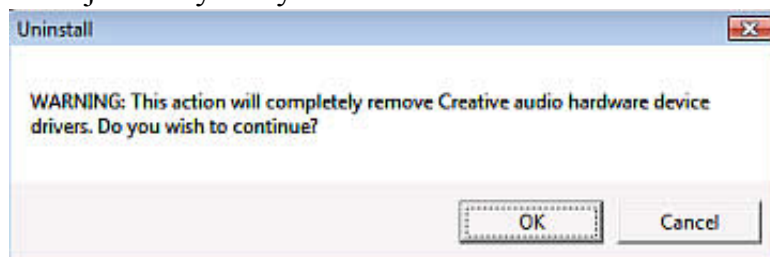 Uninstall
WARNING: This action will completely remove Creative audio hardware device
drivers. Do you wish to continue?
OK
Cancel